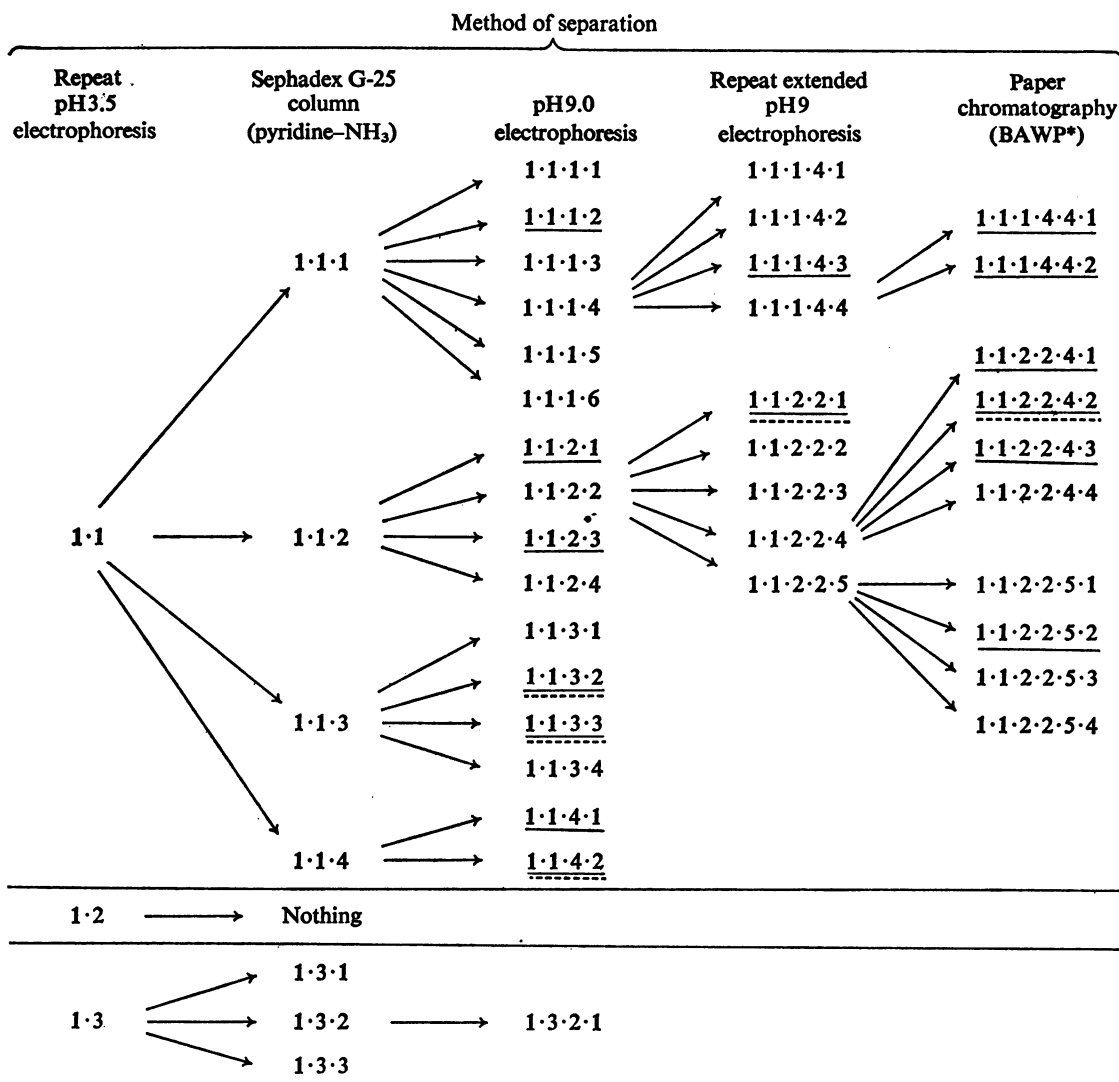 Method of separation
Repeat Sephadex G-25 Repeat extended Paper
pH3.5 column pH9.0 pH9 chromatography
electrophoresis (pyridine–NH₃) electrophoresis electrophoresis (BAWP*)
1·1·1·1 1·1·1·4·1
1·1·1·2 1·1·1·4·2 1·1·1·4·4·1
1·1·1 1·1·1·3 1·1·1·4·3 1·1·1·4·4·2
1·1·1·4 1·1·1·4·4
1·1·1·5 1·1·2·2·4·1
1·1·1·6 1·1·2·2·1 1·1·2·2·4·2
1·1·2·1 1·1·2·2·2 1·1·2·2·4·3
1·1·2·2 1·1·2·2·3 1·1·2·2·4·4
1·1 1·1·2 1·1·2·3 1·1·2·2·4
1·1·2·4 1·1·2·2·5 1·1·2·2·5·1
1·1·3·1 1·1·2·2·5·2
1·1·3·2 1·1·2·2·5·3
1·1·3 1·1·3·3 1·1·2·2·5·4
1·1·3·4
1·1·4·1
1·1·4 1·1·4·2
1·2 Nothing
1·3·1
1·3 1·3·2 1·3·2·1
1·3·3